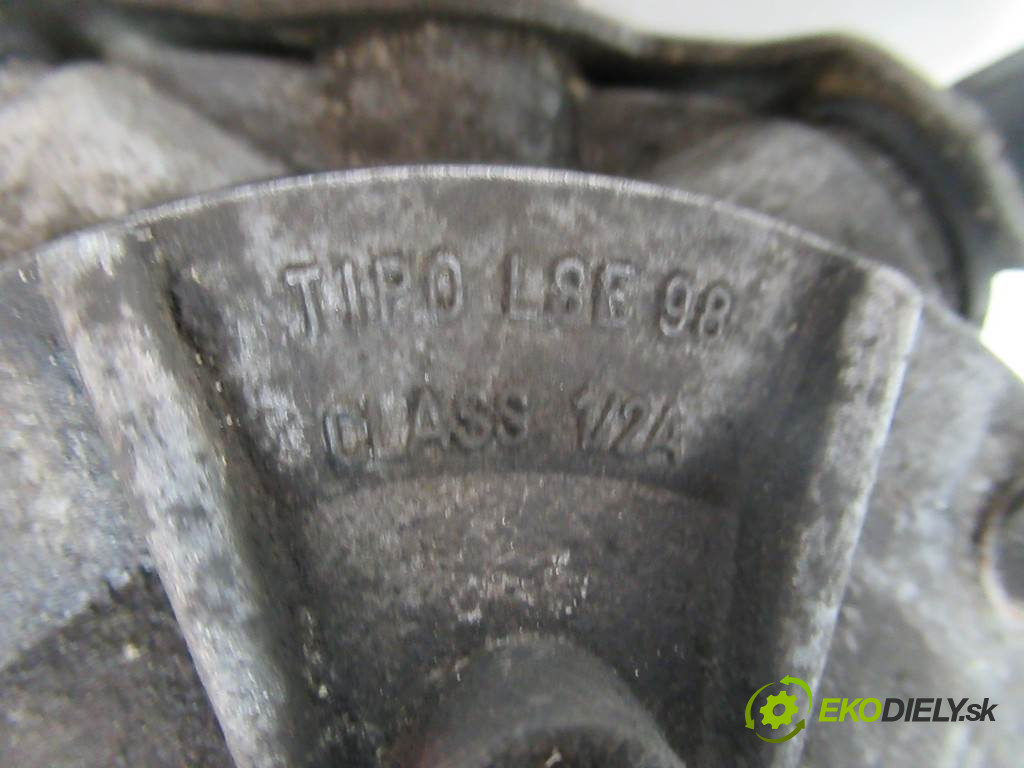 TIPO LSE 98
CLASS 1/2A
EKODIELY.sk